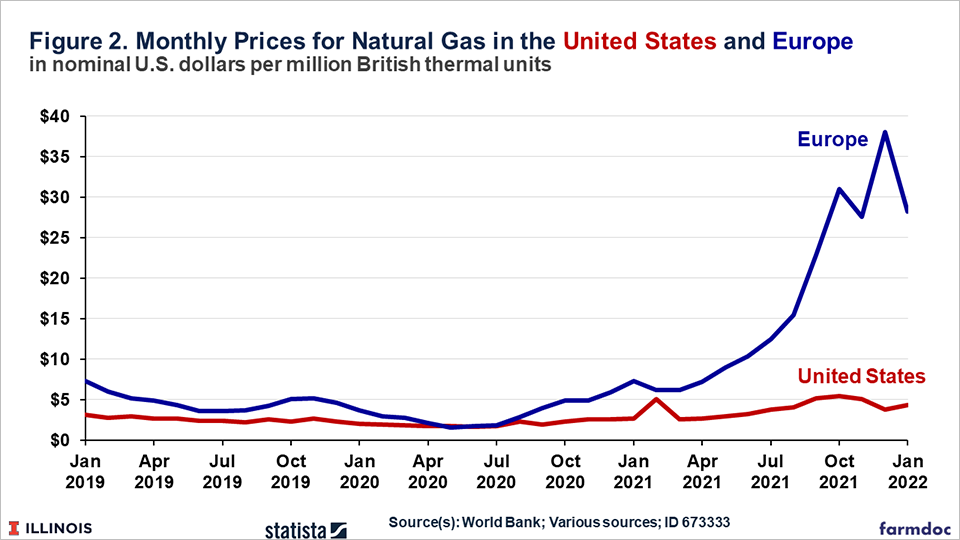 Figure 2. Monthly Prices for Natural Gas in the United States and Europe
in nominal U.S. dollars per million British thermal units
$40
$35
$30
$25
$20
$15
$10
$5
$0
Europe
United States
Jan 2019
Apr 2019
Jul 2019
Oct 2019
Jan 2020
Apr 2020
Jul 2020
Oct 2020
Jan 2021
Apr 2021
Jul 2021
Oct 2021
Jan 2022
ILLINOIS
statista
Source(s): World Bank; Various sources; ID 673333
farmdoc